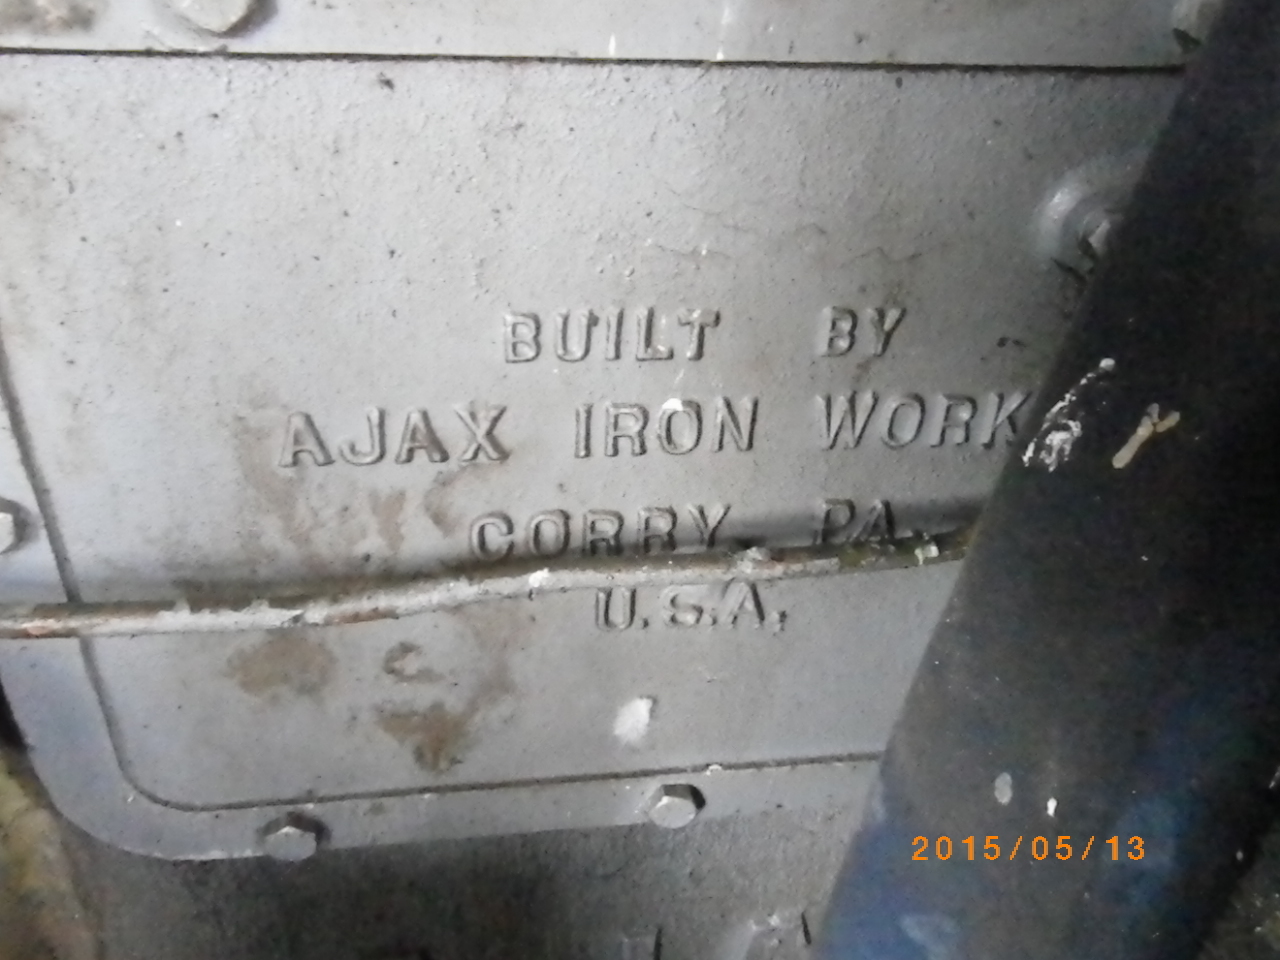 BUILT BY
AJAX IRON WORK
CORRY, PA.
U.S.A.
2015/05/13